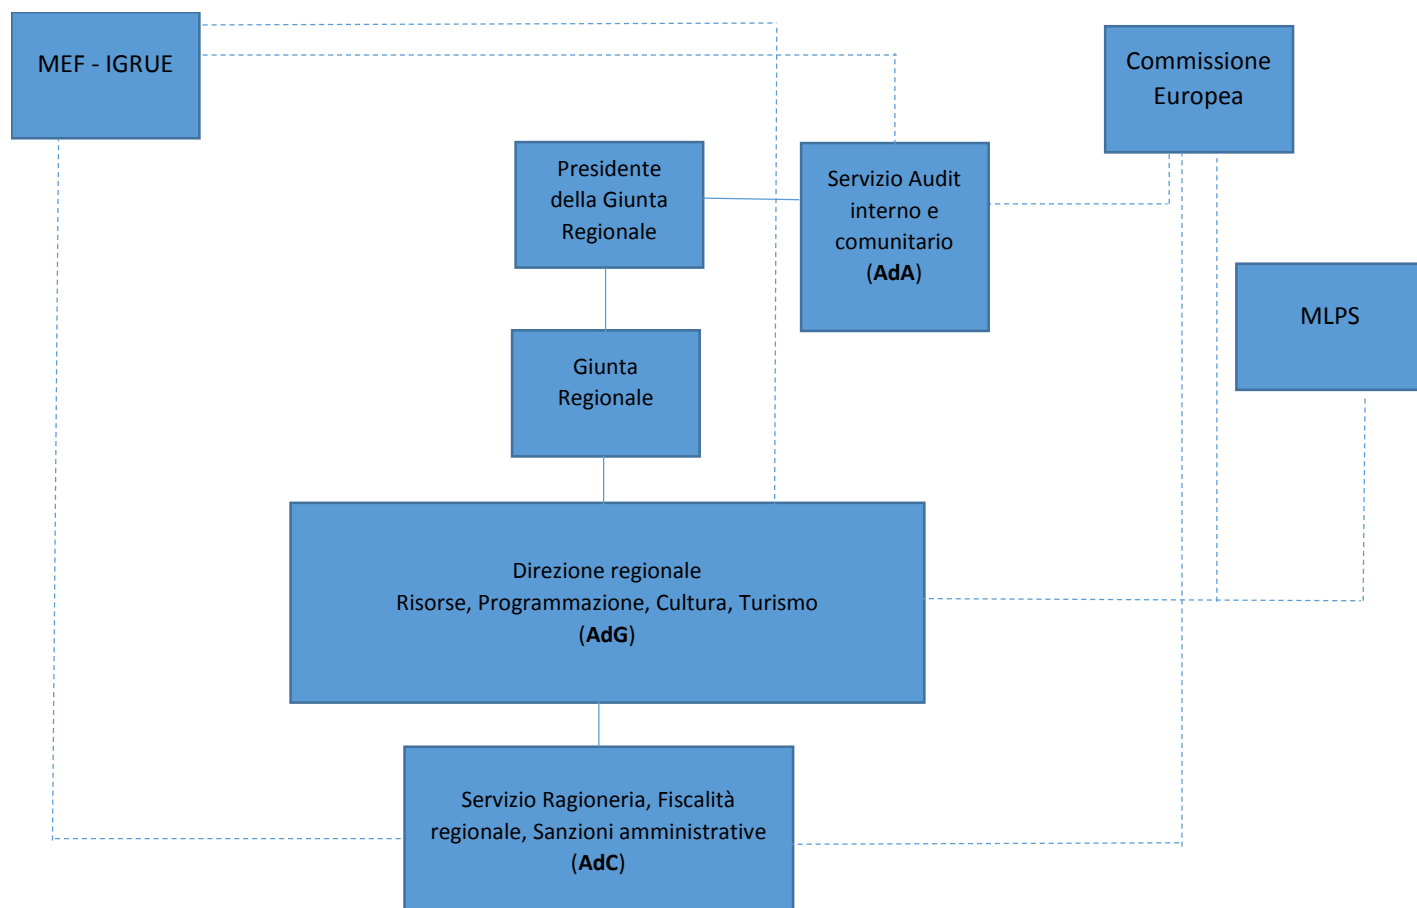 MEF - IGRUE
Commissione
Europea
Presidente
della Giunta
Regionale
Servizio Audit
interno e
comunitario
(AdA)
MLPS
Giunta
Regionale
Direzione regionale
Risorse, Programmazione, Cultura, Turismo
(AdG)
Servizio Ragioneria, Fiscalità
regionale, Sanzioni amministrative
(AdC)